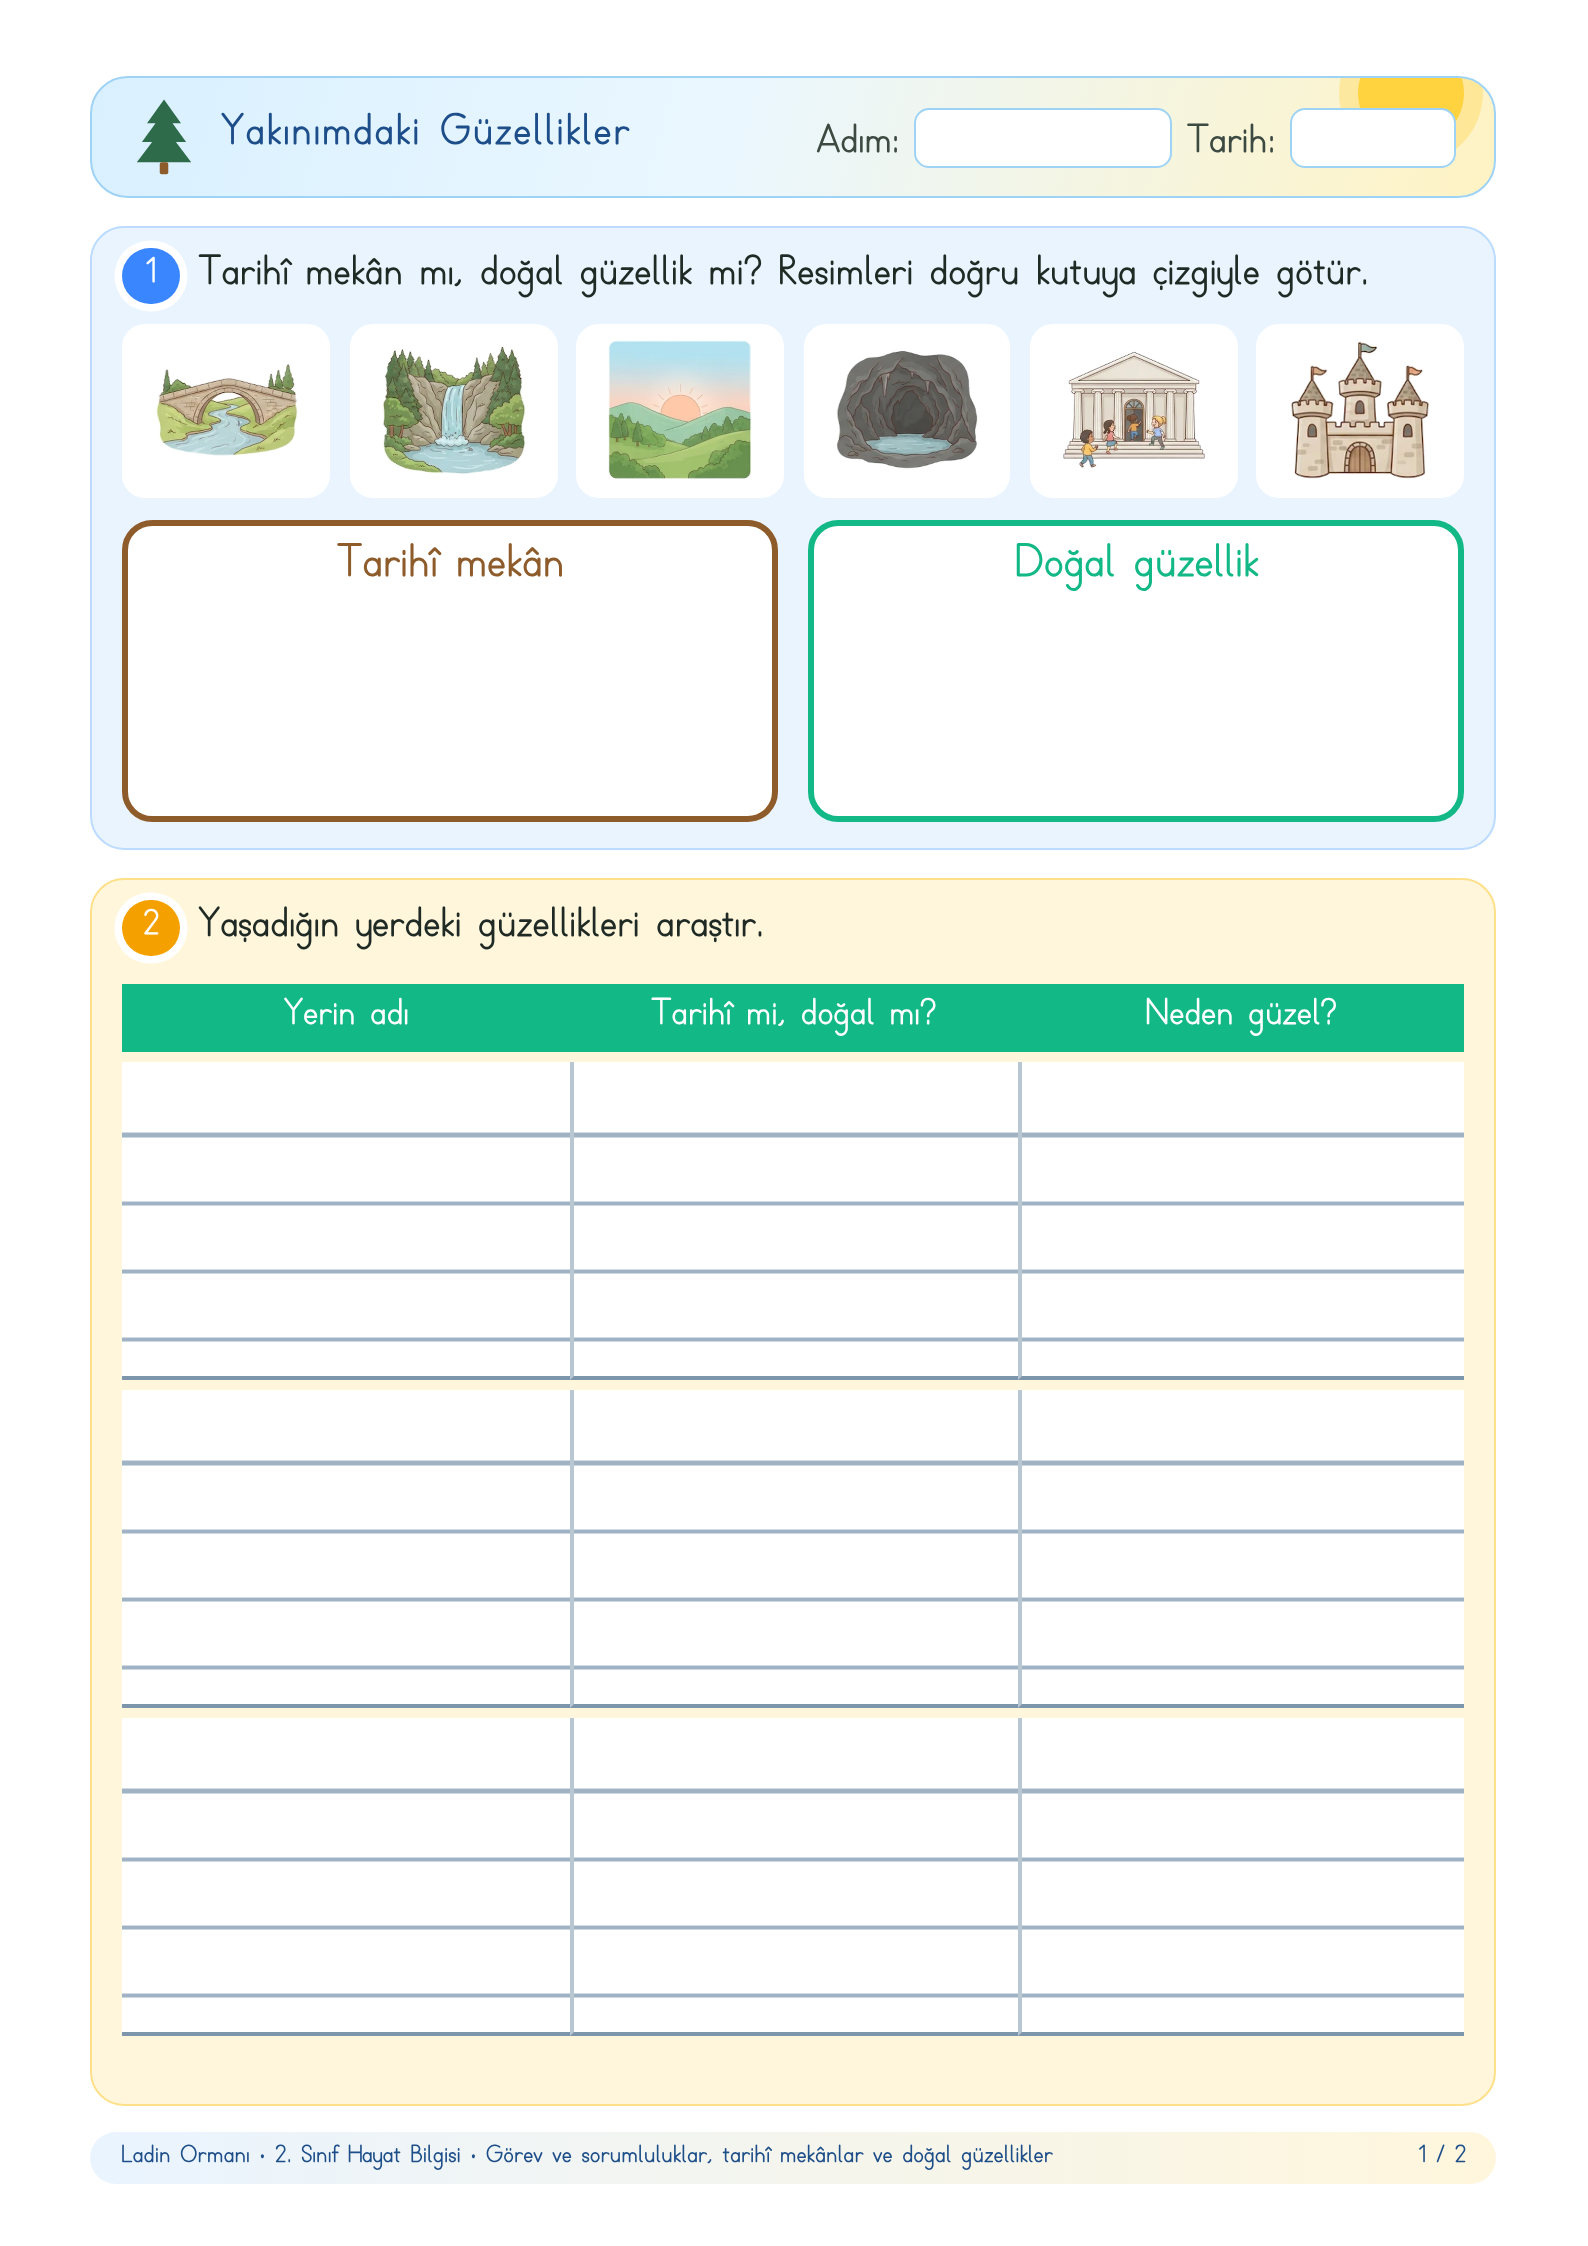 Yakınımdaki Güzellikler
Adım:
Tarih:
1
Tarihî mekân mı, doğal güzellik mi? Resimleri doğru kutuya çizgiyle götür.
Tarihî mekân
Doğal güzellik
2
Yaşadığın yerdeki güzellikleri araştır.
Yerin adı
Tarihî mi, doğal mı?
Neden güzel?
Ladin Ormanı • 2. Sınıf Hayat Bilgisi • Görev ve sorumluluklar, tarihî mekânlar ve doğal güzellikler
1 / 2